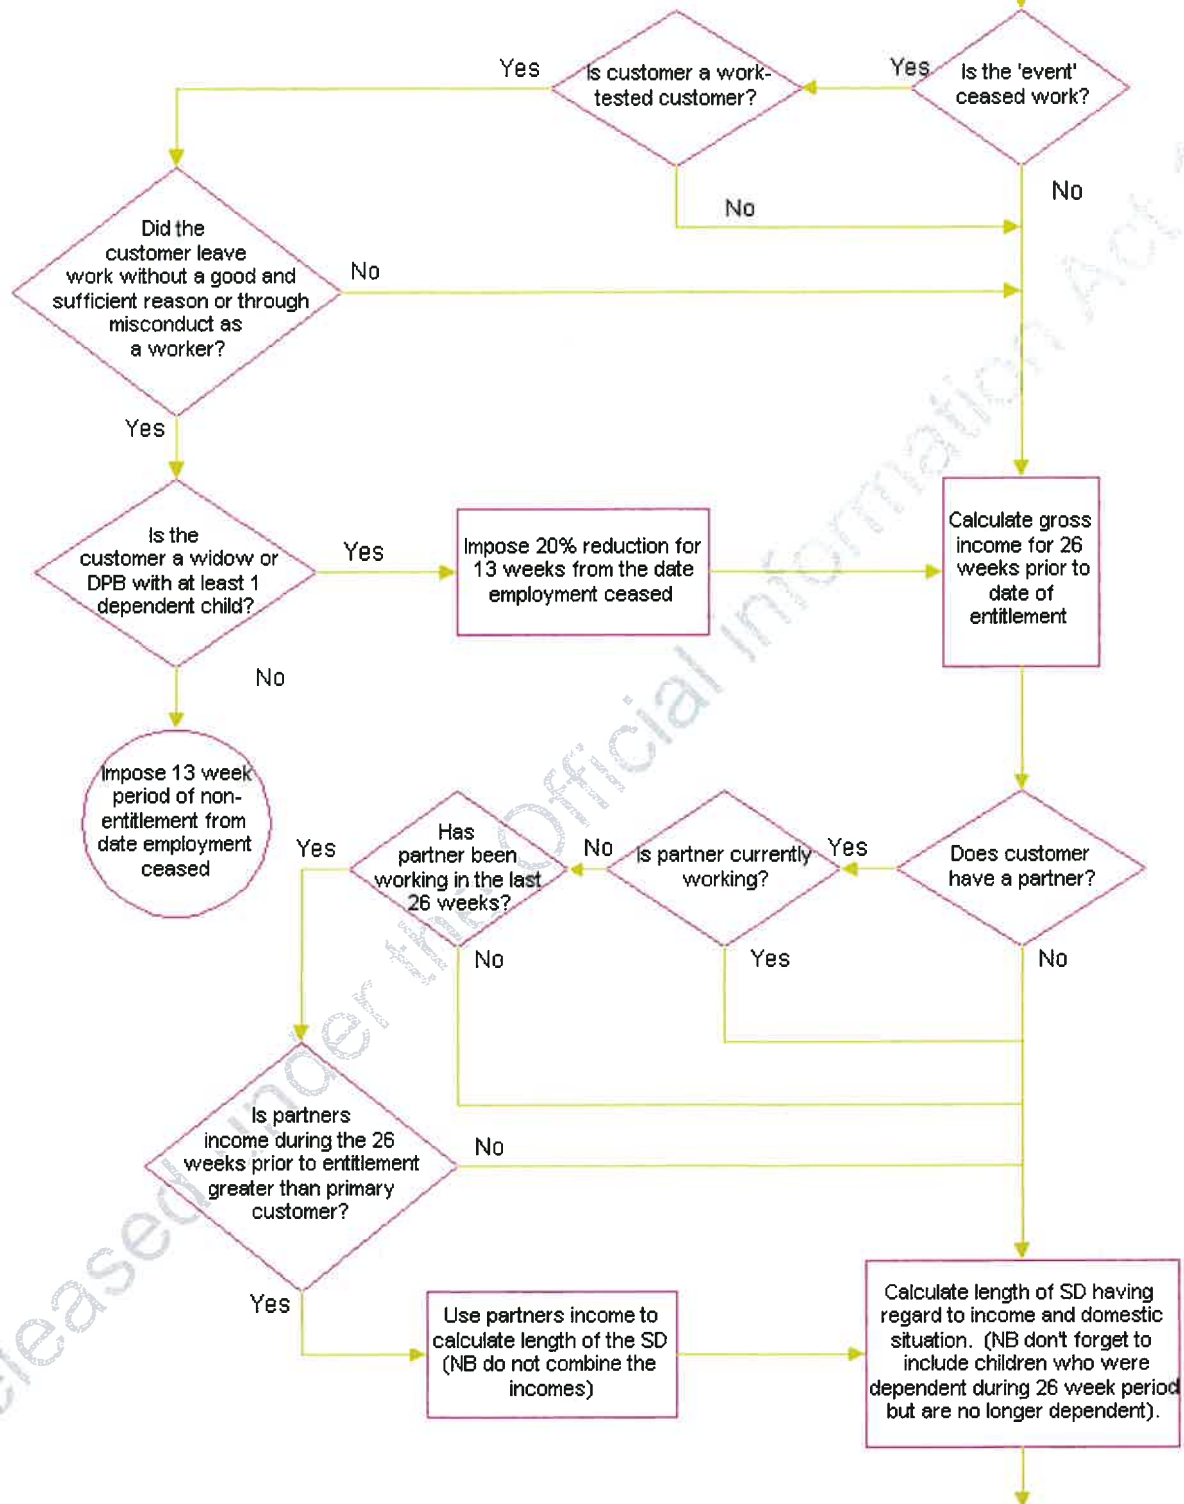 Is the 'event'
ceased work?
Yes
Is customer a work-
tested customer?
Yes
No
No
Did the
customer leave
work without a good and
sufficient reason or through
misconduct as
a worker?
No
Yes
Is the
customer a widow or
DPB with at least 1
dependent child?
Yes
Impose 20% reduction for
13 weeks from the date
employment ceased
Calculate gross
income for 26
weeks prior to
date of
entitlement
No
Impose 13 week
period of non-
entitlement from
date employment
ceased
Does customer
have a partner?
Yes
Is partner currently
working?
No
Has
partner been
working in the last
26 weeks?
Yes
No
Yes
No
Is partners
income during the 26
weeks prior to entitlement
greater than primary
customer?
No
Yes
Use partners income to
calculate length of the SD
(NB do not combine the
incomes)
Calculate length of SD having
regard to income and domestic
situation. (NB don't forget to
include children who were
dependent during 26 week period
but are no longer dependent).
eleased under the Official Information Act